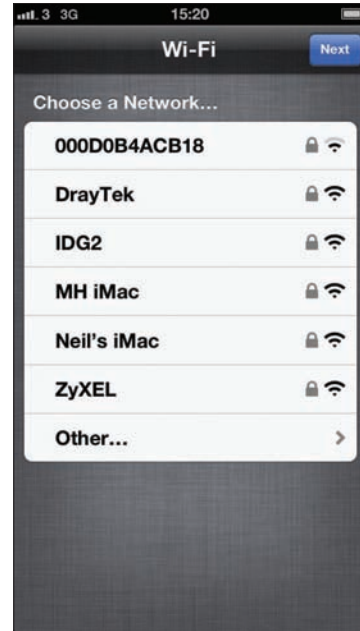 3 3G 15:20
Wi-Fi Next
Choose a Network...
000D0B4ACB18
DrayTek
IDG2
MH iMac
Neil's iMac
ZyXEL
Other...